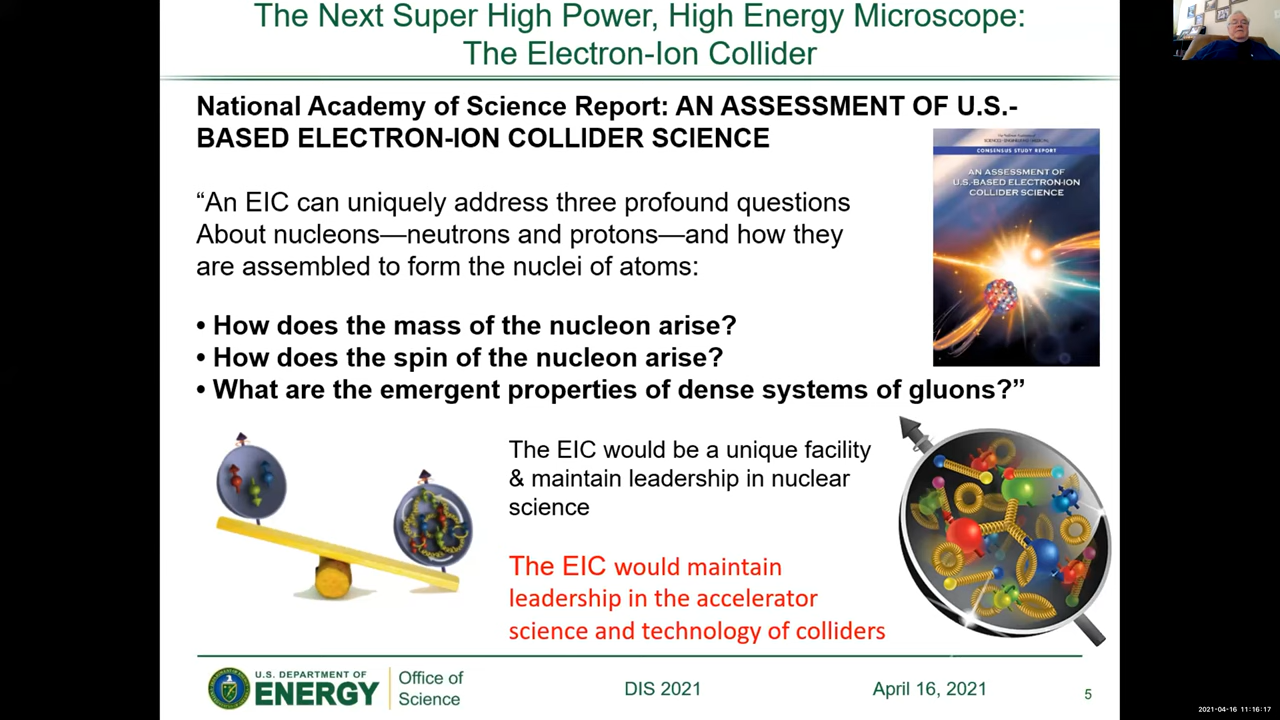 The Next Super High Power, High Energy Microscope:
The Electron-Ion Collider
National Academy of Science Report: AN ASSESSMENT OF U.S.-
BASED ELECTRON-ION COLLIDER SCIENCE
CONSENSUS STUDY REPORT
AN ASSESSMENT OF
U.S.-BASED ELECTRON-ION
COLLIDER SCIENCE
“An EIC can uniquely address three profound questions
About nucleons—neutrons and protons—and how they
are assembled to form the nuclei of atoms:
• How does the mass of the nucleon arise?
• How does the spin of the nucleon arise?
• What are the emergent properties of dense systems of gluons?”
The EIC would be a unique facility
& maintain leadership in nuclear
science
The EIC would maintain
leadership in the accelerator
science and technology of colliders
U.S. DEPARTMENT OF
ENERGY
Office of
Science
DIS 2021
April 16, 2021
5
2021-04-16 11:16:17